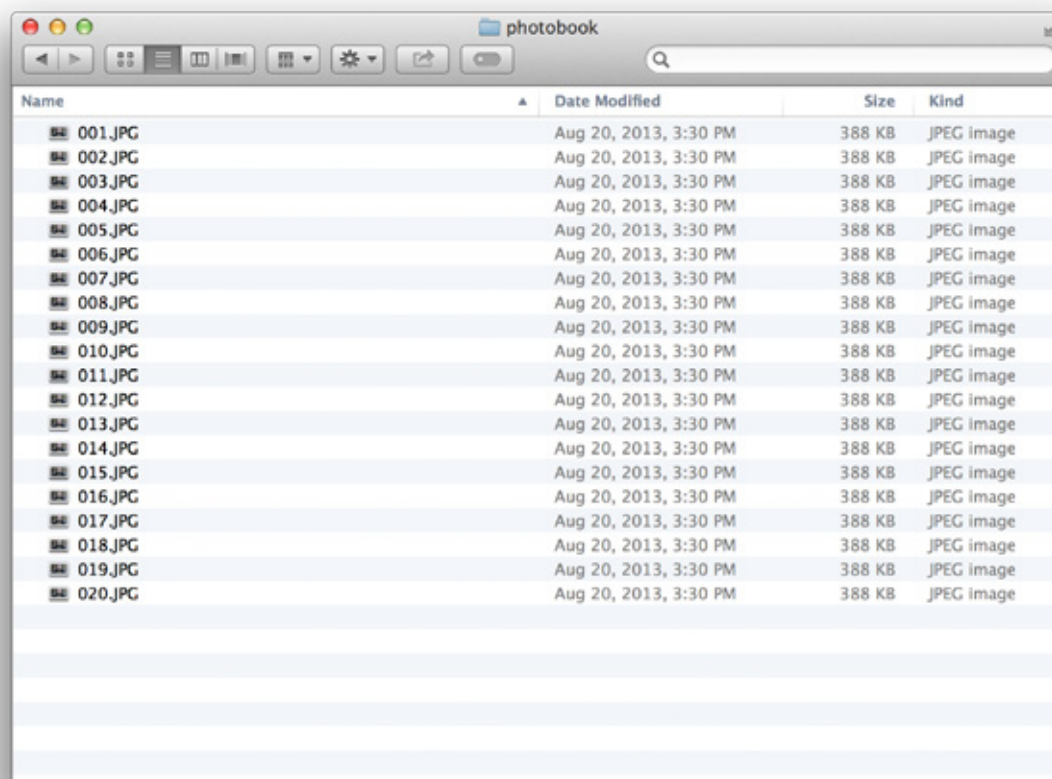 photobook
Name Date Modified Size Kind
001.JPG Aug 20, 2013, 3:30 PM 388 KB JPEG image
002.JPG Aug 20, 2013, 3:30 PM 388 KB JPEG image
003.JPG Aug 20, 2013, 3:30 PM 388 KB JPEG image
004.JPG Aug 20, 2013, 3:30 PM 388 KB JPEG image
005.JPG Aug 20, 2013, 3:30 PM 388 KB JPEG image
006.JPG Aug 20, 2013, 3:30 PM 388 KB JPEG image
007.JPG Aug 20, 2013, 3:30 PM 388 KB JPEG image
008.JPG Aug 20, 2013, 3:30 PM 388 KB JPEG image
009.JPG Aug 20, 2013, 3:30 PM 388 KB JPEG image
010.JPG Aug 20, 2013, 3:30 PM 388 KB JPEG image
011.JPG Aug 20, 2013, 3:30 PM 388 KB JPEG image
012.JPG Aug 20, 2013, 3:30 PM 388 KB JPEG image
013.JPG Aug 20, 2013, 3:30 PM 388 KB JPEG image
014.JPG Aug 20, 2013, 3:30 PM 388 KB JPEG image
015.JPG Aug 20, 2013, 3:30 PM 388 KB JPEG image
016.JPG Aug 20, 2013, 3:30 PM 388 KB JPEG image
017.JPG Aug 20, 2013, 3:30 PM 388 KB JPEG image
018.JPG Aug 20, 2013, 3:30 PM 388 KB JPEG image
019.JPG Aug 20, 2013, 3:30 PM 388 KB JPEG image
020.JPG Aug 20, 2013, 3:30 PM 388 KB JPEG image